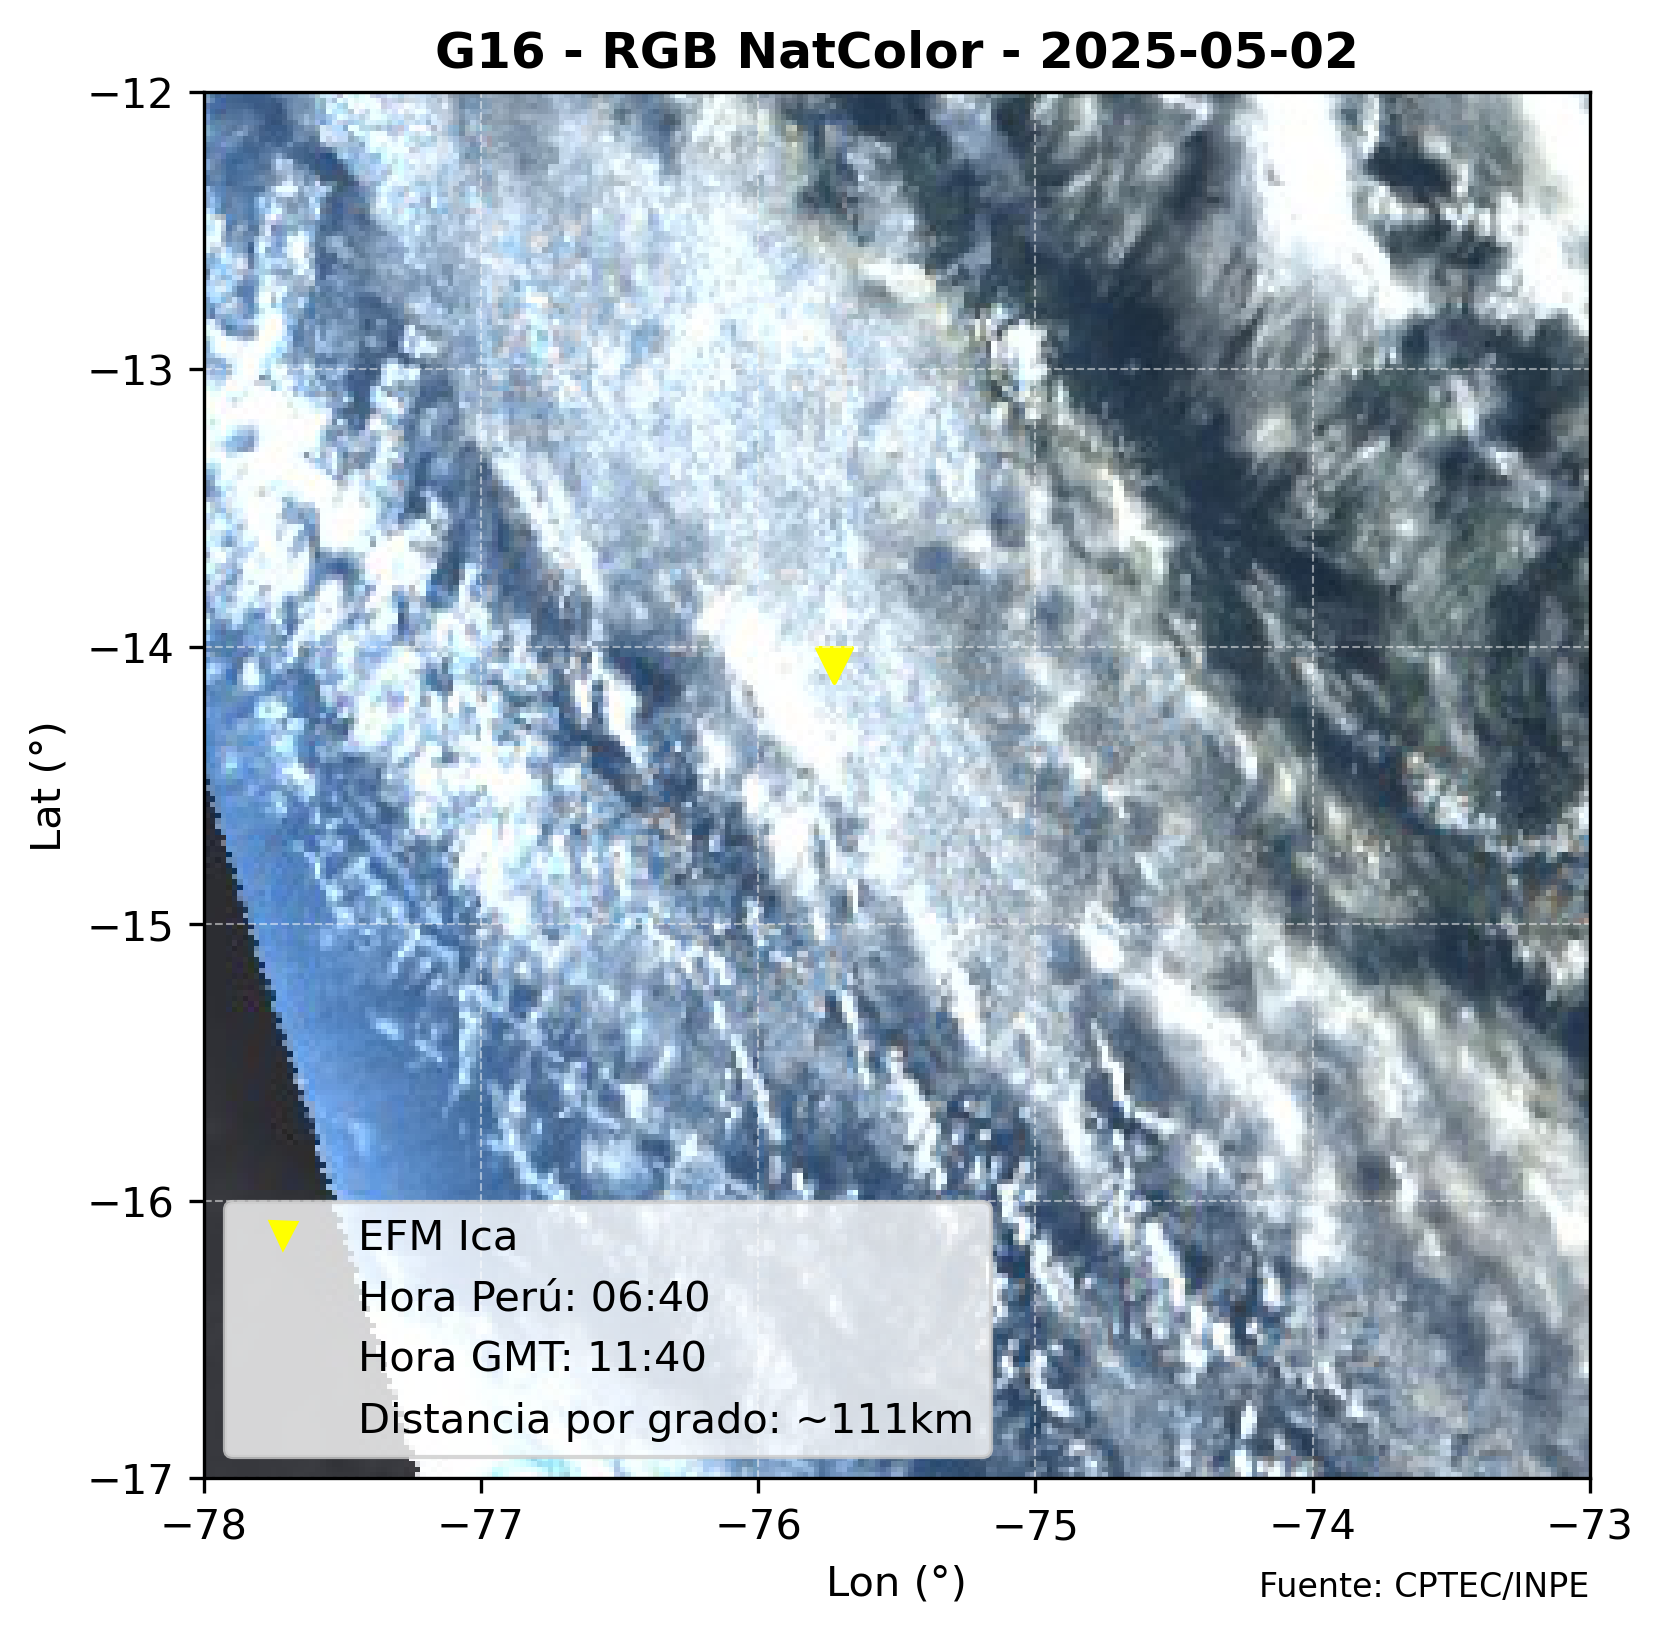 G16 - RGB NatColor - 2025-05-02
−12
−13
−14
−15
−16
−17
Lat (°)
EFM Ica
Hora Perú: 06:40
Hora GMT: 11:40
Distancia por grado: ~111km
−78 −77 −76 −75 −74 −73
Lon (°)
Fuente: CPTEC/INPE